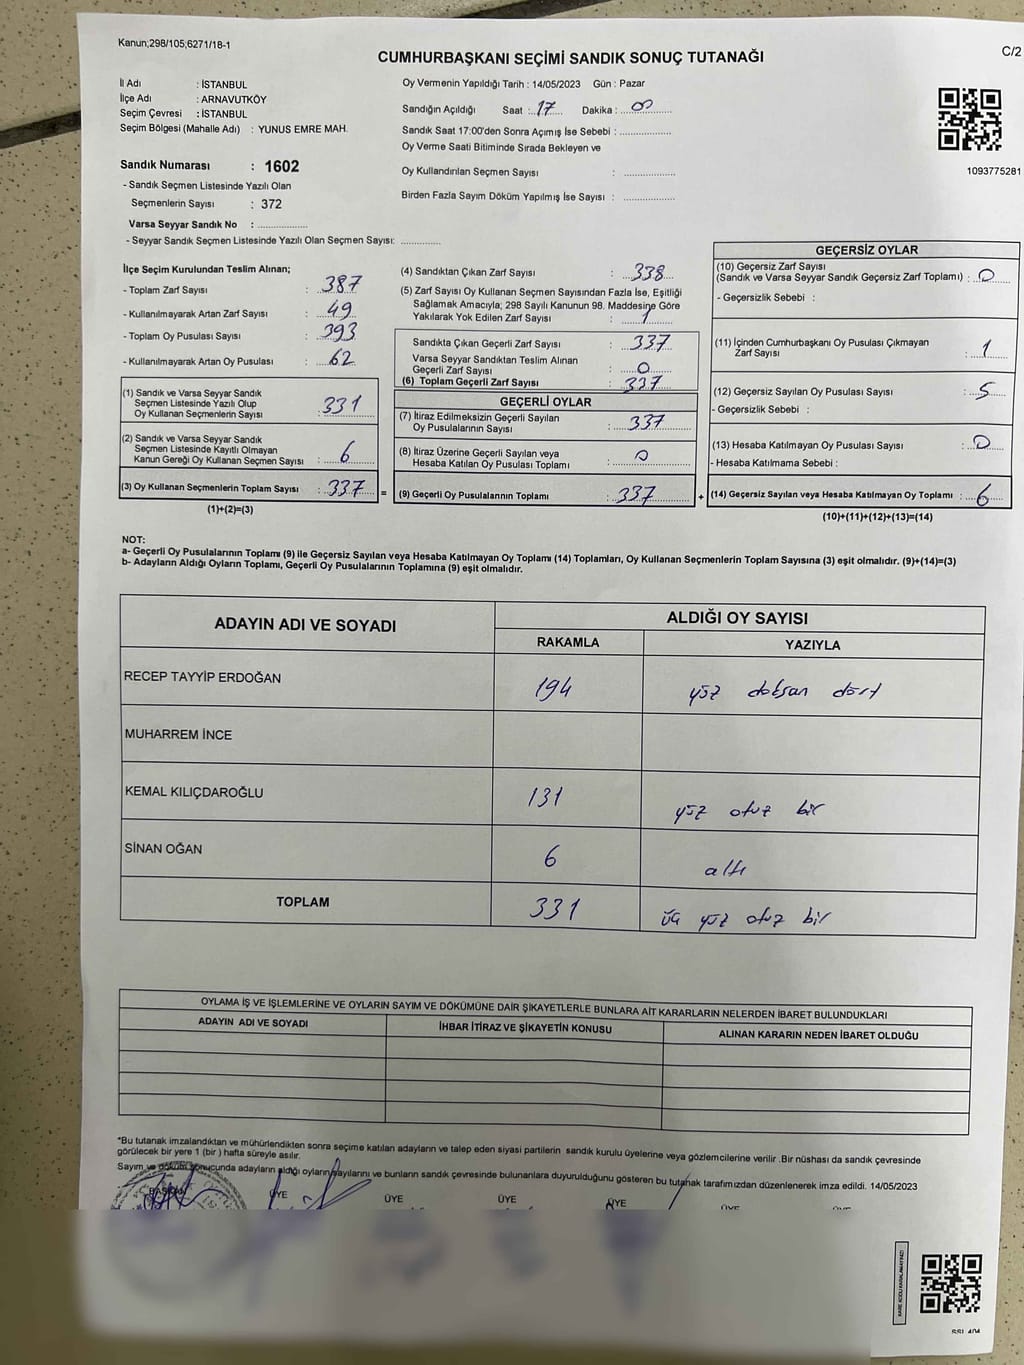 Kanun;298/105;6271/18-1
C/2
CUMHURBAŞKANI SEÇİMİ SANDIK SONUÇ TUTANAĞI
İl Adı : İSTANBUL
İlçe Adı : ARNAVUTKÖY
Seçim Çevresi : İSTANBUL
Seçim Bölgesi (Mahalle Adı) : YUNUS EMRE MAH.
Sandık Numarası : 1602
- Sandık Seçmen Listesinde Yazılı Olan
Seçmenlerin Sayısı : 372
Varsa Seyyar Sandık No : ..................
- Seyyar Sandık Seçmen Listesinde Yazılı Olan Seçmen Sayısı: ..............
Oy Vermenin Yapıldığı Tarih : 14/05/2023 Gün : Pazar
Sandığın Açıldığı Saat : 17 Dakika : 00
Sandık Saat 17:00'den Sonra Açımış İse Sebebi : ..................
Oy Verme Saati Bitiminde Sırada Bekleyen ve
Oy Kullandırılan Seçmen Sayısı : ..................
Birden Fazla Sayım Döküm Yapılmış İse Sayısı : ..................
1093775281
İlçe Seçim Kurulundan Teslim Alınan;
- Toplam Zarf Sayısı : 387
- Kullanılmayarak Artan Zarf Sayısı : 49
- Toplam Oy Pusulası Sayısı : 393
- Kullanılmayarak Artan Oy Pusulası : 62
(1) Sandık ve Varsa Seyyar Sandık
Seçmen Listesinde Yazılı Olup
Oy Kullanan Seçmenlerin Sayısı : 331
(2) Sandık ve Varsa Seyyar Sandık
Seçmen Listesinde Kayıtlı Olmayan
Kanun Gereği Oy Kullanan Seçmen Sayısı : 6
(3) Oy Kullanan Seçmenlerin Toplam Sayısı : 337 =
(1)+(2)=(3)
(4) Sandıktan Çıkan Zarf Sayısı : 338
(5) Zarf Sayısı Oy Kullanan Seçmen Sayısından Fazla İse, Eşitliği
Sağlamak Amacıyla; 298 Sayılı Kanunun 98. Maddesine Göre
Yakılarak Yok Edilen Zarf Sayısı : 1
Sandıkta Çıkan Geçerli Zarf Sayısı : 337
Varsa Seyyar Sandıktan Teslim Alınan
Geçerli Zarf Sayısı : 0
(6) Toplam Geçerli Zarf Sayısı : 337
GEÇERLİ OYLAR
(7) İtiraz Edilmeksizin Geçerli Sayılan
Oy Pusulalarının Sayısı : 337
(8) İtiraz Üzerine Geçerli Sayılan veya
Hesaba Katılan Oy Pusulası Toplamı : 0
(9) Geçerli Oy Pusulalarının Toplamı : 337 +
GEÇERSİZ OYLAR
(10) Geçersiz Zarf Sayısı
(Sandık ve Varsa Seyyar Sandık Geçersiz Zarf Toplamı) : 0
- Geçersizlik Sebebi :
(11) İçinden Cumhurbaşkanı Oy Pusulası Çıkmayan
Zarf Sayısı : 1
(12) Geçersiz Sayılan Oy Pusulası Sayısı : 5
- Geçersizlik Sebebi :
(13) Hesaba Katılmayan Oy Pusulası Sayısı : 0
- Hesaba Katılmama Sebebi :
(14) Geçersiz Sayılan veya Hesaba Katılmayan Oy Toplamı : 6
(10)+(11)+(12)+(13)=(14)
NOT:
a- Geçerli Oy Pusulalarının Toplamı (9) ile Geçersiz Sayılan veya Hesaba Katılmayan Oy Toplamı (14) Toplamları, Oy Kullanan Seçmenlerin Toplam Sayısına (3) eşit olmalıdır. (9)+(14)=(3)
b- Adayların Aldığı Oyların Toplamı, Geçerli Oy Pusulalarının Toplamına (9) eşit olmalıdır.
ADAYIN ADI VE SOYADI ALDIĞI OY SAYISI
RAKAMLA YAZIYLA
RECEP TAYYİP ERDOĞAN 194 yüz doksan dört
MUHARREM İNCE
KEMAL KILIÇDAROĞLU 131 yüz otuz bir
SİNAN OĞAN 6 altı
TOPLAM 331 üç yüz otuz bir
OYLAMA İŞ VE İŞLEMLERİNE VE OYLARIN SAYIM VE DÖKÜMÜNE DAİR ŞİKAYETLERLE BUNLARA AİT KARARLARIN NELERDEN İBARET BULUNDUKLARI
ADAYIN ADI VE SOYADI İHBAR İTİRAZ VE ŞİKAYETİN KONUSU ALINAN KARARIN NEDEN İBARET OLDUĞU
*Bu tutanak imzalandıktan ve mühürlendikten sonra seçime katılan adayların ve talep eden siyasi partilerin sandık kurulu üyelerine veya gözlemcilerine verilir .Bir nüshası da sandık çevresinde
görülecek bir yere 1 (bir ) hafta süreyle asılır.
Sayım ve döküm sonucunda adayların aldığı oyların sayılarını ve bunların sandık çevresinde bulunanlara duyurulduğunu gösteren bu tutanak tarafımızdan düzenlenerek imza edildi. 14/05/2023
BAŞKAN ÜYE ÜYE ÜYE ÜYE ÜYE ÜYE